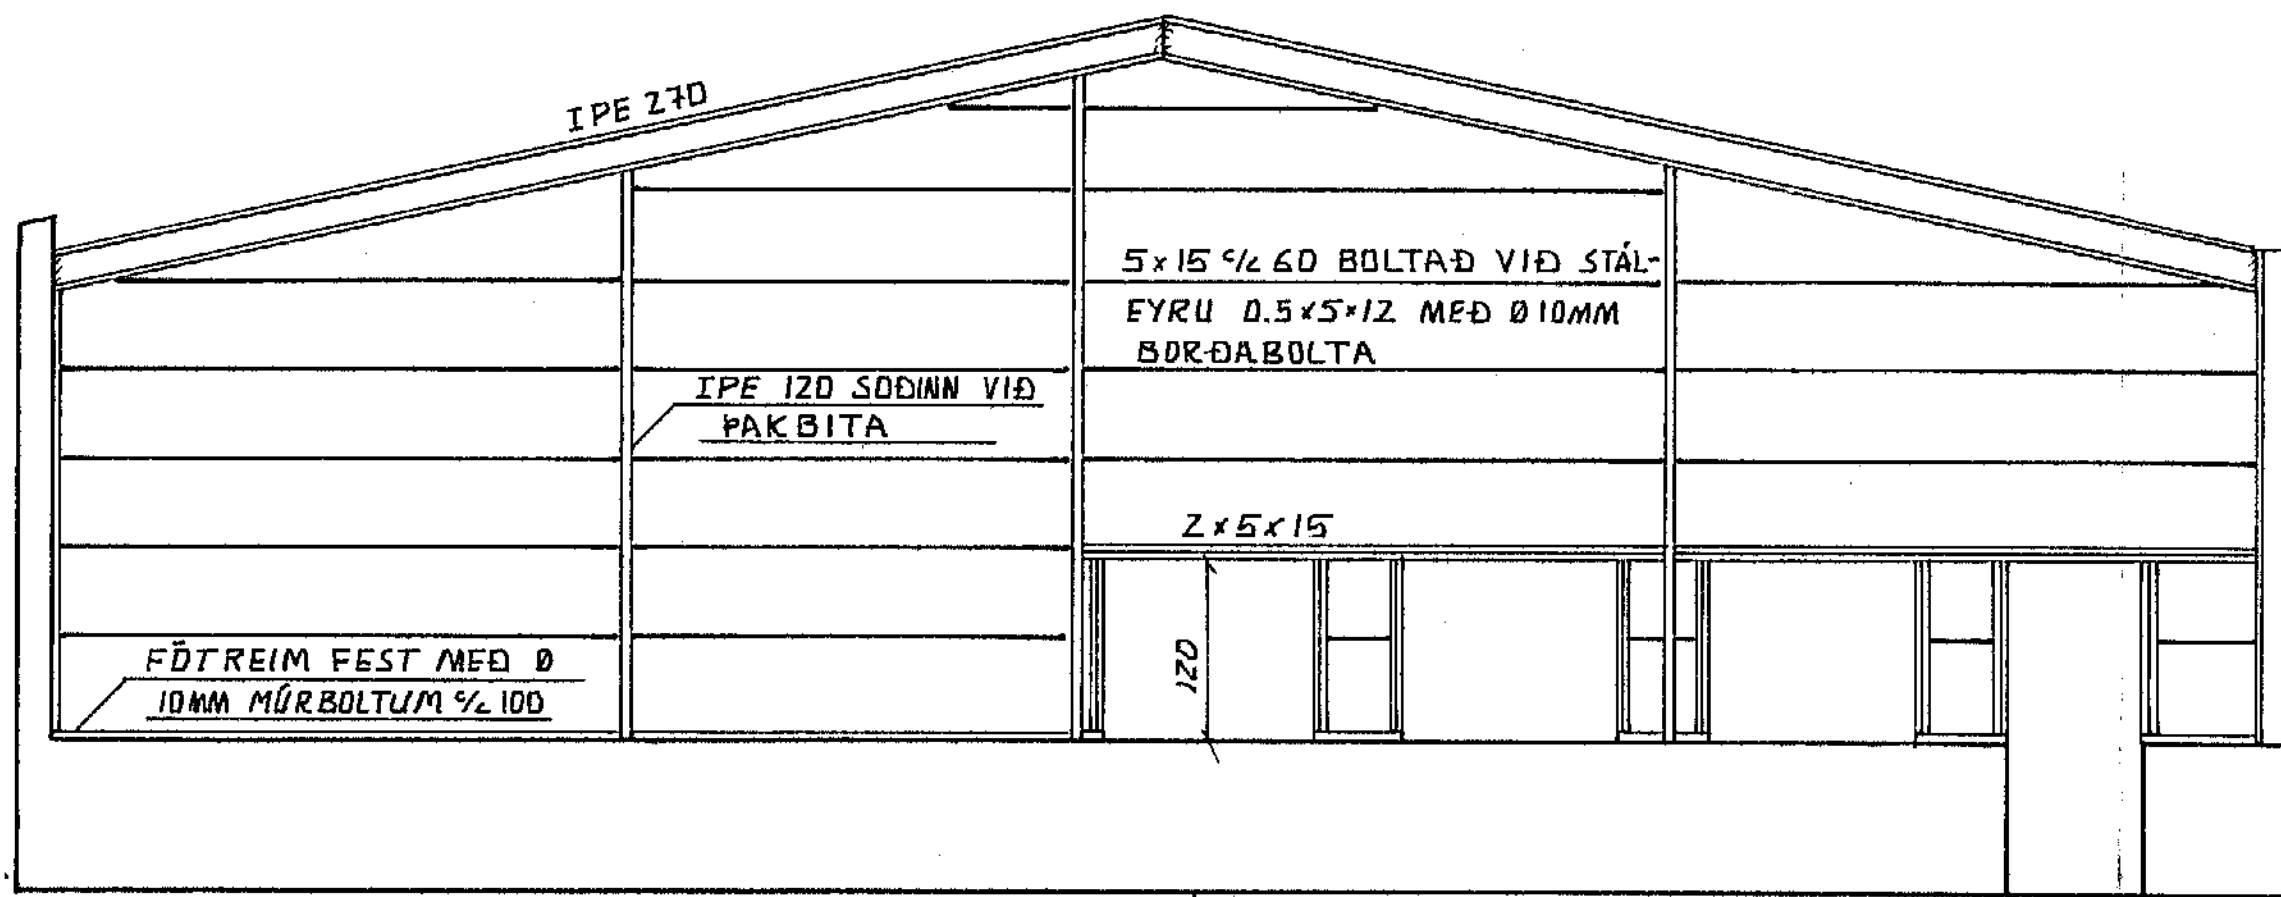 IPE 270
5x15 c/c 60 BOLTAÐ VIÐ STÁL-
EYRU 0.5x5x12 MEÐ Ø10MM
BORÐABOLTA
IPE 120 SOÐINN VIÐ
ÞAKBITA
2x5x15
120
FÓTREIM FEST MEÐ Ø
10MM MÚRBOLTUM c/c 100